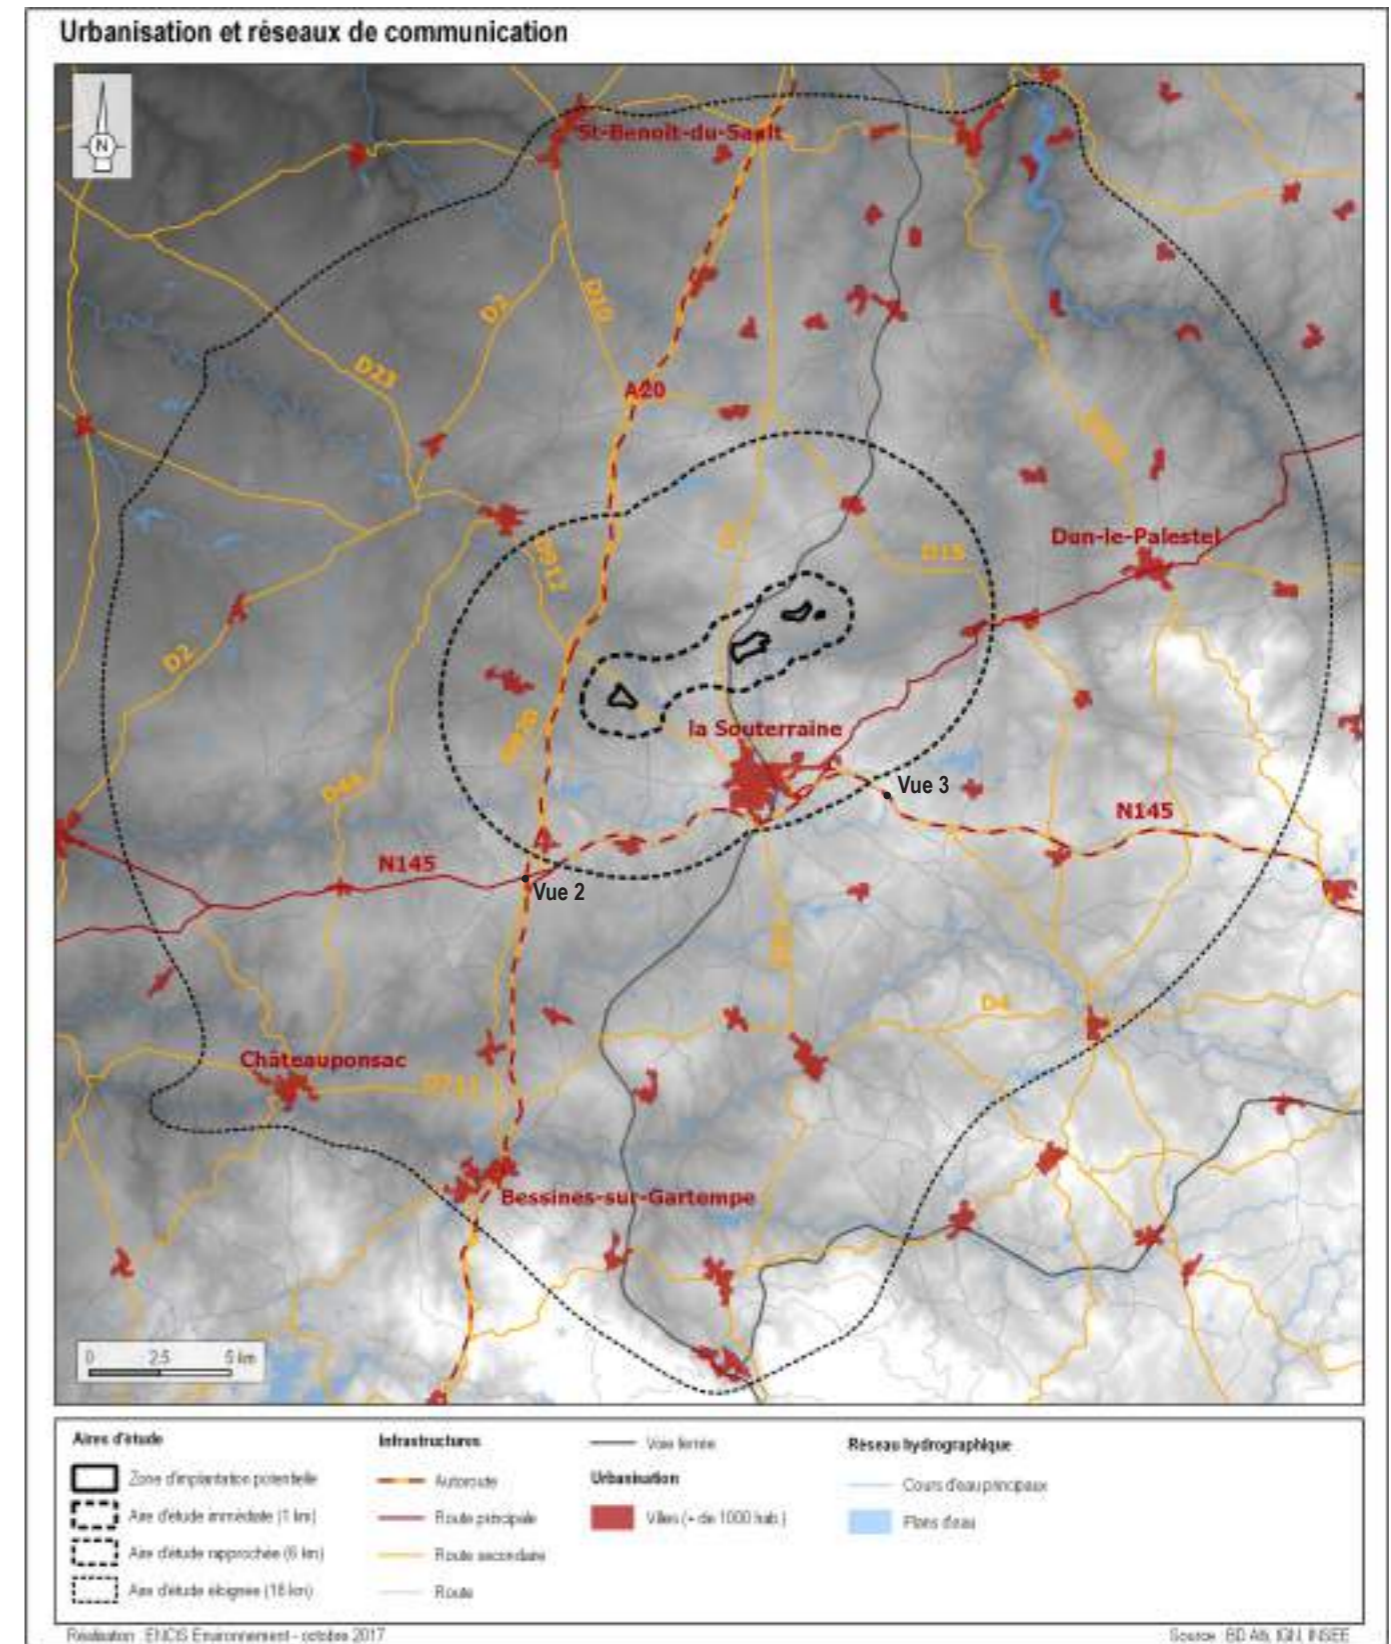 Urbanisation et réseaux de communication
N
St-Benoît-du-Sault
D2
D10
D23
A20
D912
D15
Dun-le-Palestel
D2
la Souterraine
D44
Vue 3
N145
N145
Vue 2
D4
Châteauponsac
D711
Bessines-sur-Gartempe
0 2,5 5 km
Aires d'étude
Zone d'implantation potentielle
Aire d'étude immédiate (1 km)
Aire d'étude rapprochée (6 km)
Aire d'étude éloignée (18 km)
Infrastructures
Autoroute
Route principale
Route secondaire
Route
Voie ferrée
Urbanisation
Villes (+ de 1000 hab.)
Réseau hydrographique
Cours d'eau principaux
Plans d'eau
Réalisation : ENCIS Environnement - octobre 2017
Source : BD Alti, IGN, INSEE